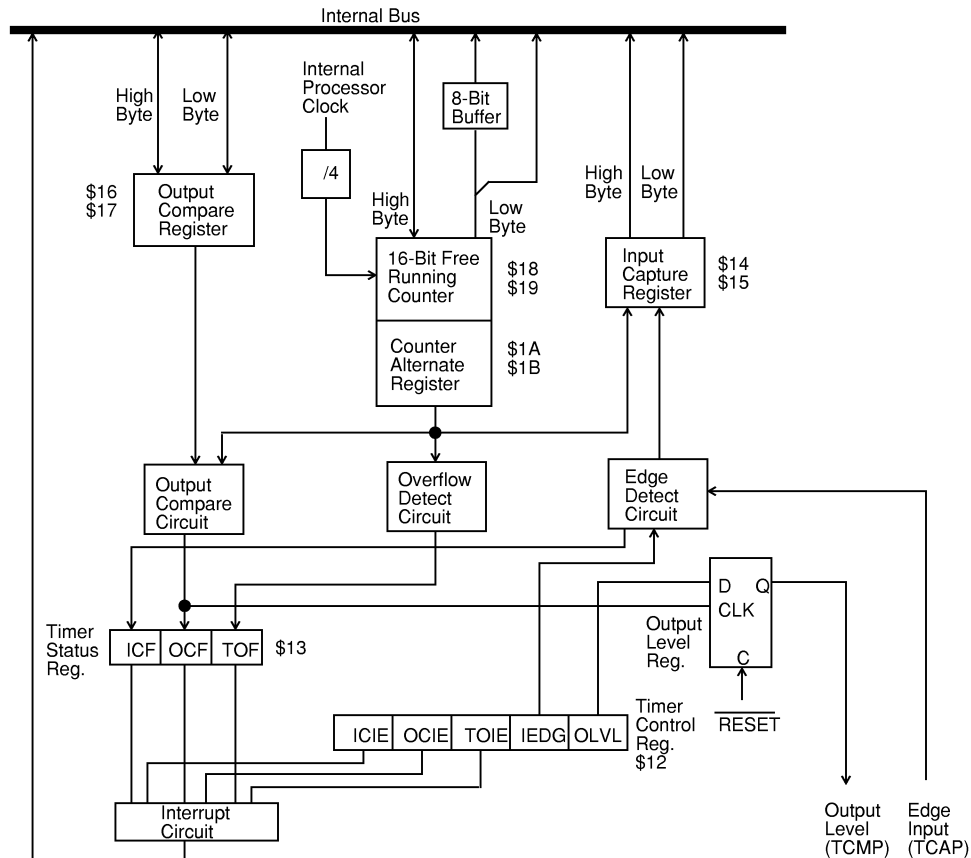 Internal Bus
High
Byte
Low
Byte
Internal
Processor
Clock
8-Bit
Buffer
/4
High
Byte
Low
Byte
High
Byte
Low
Byte
$16
$17
Output
Compare
Register
16-Bit Free
Running
Counter
$18
$19
Input
Capture
Register
$14
$15
Counter
Alternate
Register
$1A
$1B
Output
Compare
Circuit
Overflow
Detect
Circuit
Edge
Detect
Circuit
D Q
CLK
C
Output
Level
Reg.
RESET
Timer
Status
Reg.
ICF OCF TOF
$13
ICIE OCIE TOIE IEDG OLVL
Timer
Control
Reg.
$12
Interrupt
Circuit
Output
Level
(TCMP)
Edge
Input
(TCAP)